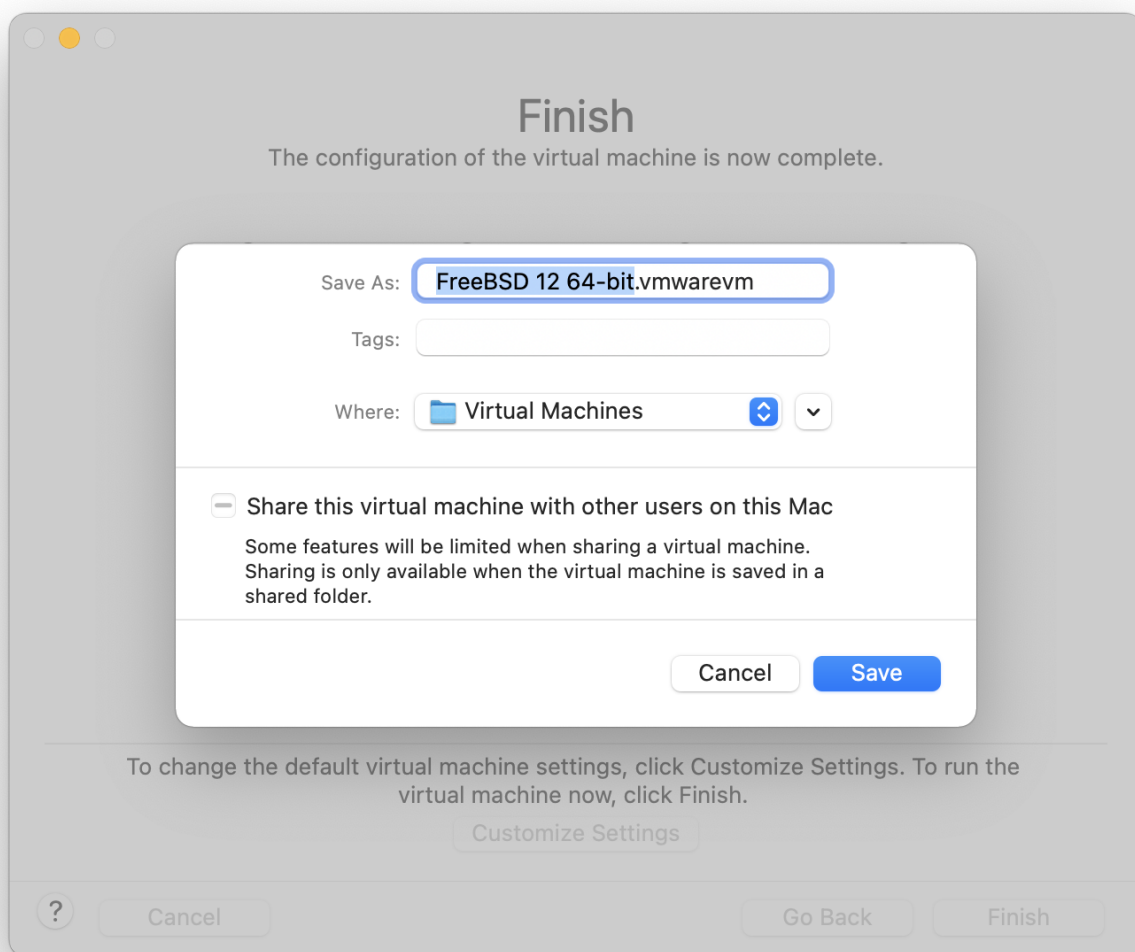 Finish
The configuration of the virtual machine is now complete.
Save As: FreeBSD 12 64-bit.vmwarevm
Tags:
Where: Virtual Machines
Share this virtual machine with other users on this Mac
Some features will be limited when sharing a virtual machine.
Sharing is only available when the virtual machine is saved in a
shared folder.
Cancel Save
To change the default virtual machine settings, click Customize Settings. To run the
virtual machine now, click Finish.
Customize Settings
? Cancel Go Back Finish